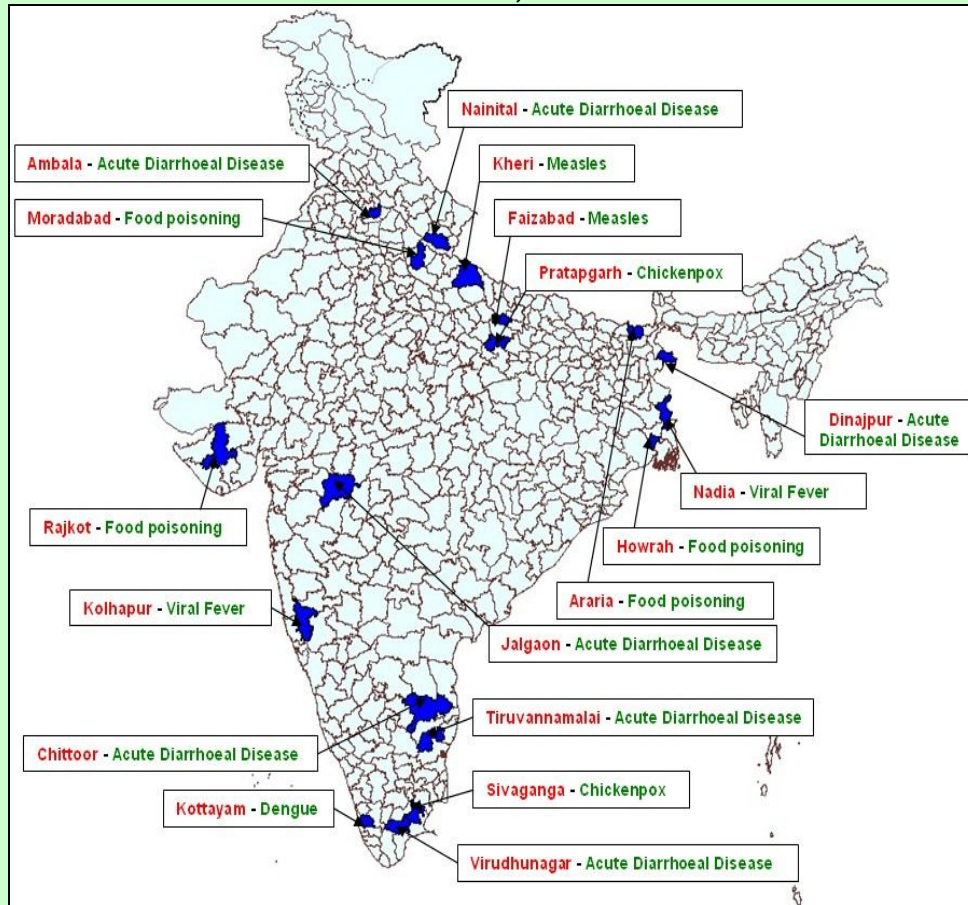 Nainital - Acute Diarrhoeal Disease
Ambala - Acute Diarrhoeal Disease
Kheri - Measles
Moradabad - Food poisoning
Faizabad - Measles
Pratapgarh - Chickenpox
Dinajpur - Acute
Diarrhoeal Disease
Nadia - Viral Fever
Rajkot - Food poisoning
Howrah - Food poisoning
Araria - Food poisoning
Kolhapur - Viral Fever
Jalgaon - Acute Diarrhoeal Disease
Tiruvannamalai - Acute Diarrhoeal Disease
Chittoor - Acute Diarrhoeal Disease
Sivaganga - Chickenpox
Kottayam - Dengue
Virudhunagar - Acute Diarrhoeal Disease